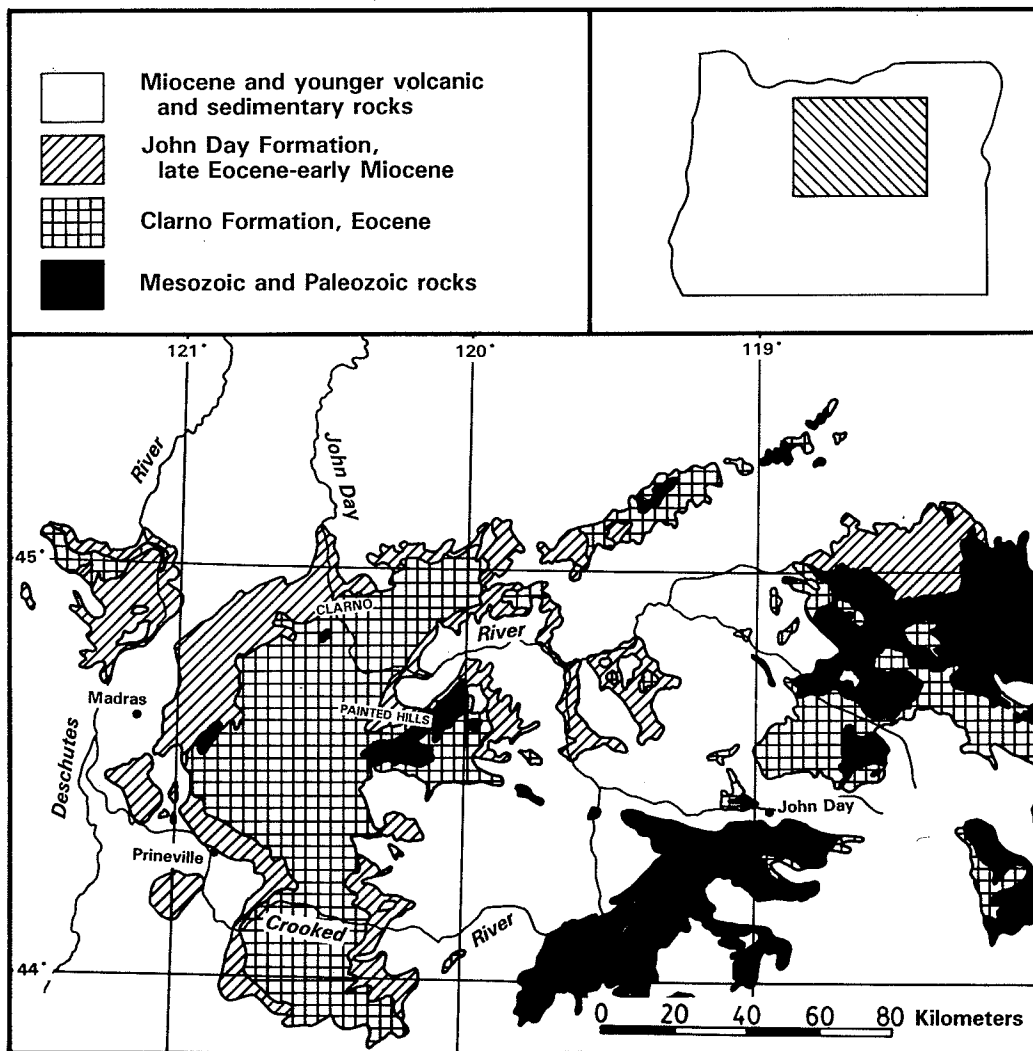 Miocene and younger volcanic
and sedimentary rocks
John Day Formation,
late Eocene-early Miocene
Clarno Formation, Eocene
Mesozoic and Paleozoic rocks
121°
120°
119°
River
John Day
45°
CLARNO
River
Madras
PAINTED HILLS
Deschutes
John Day
Prineville
Crooked
River
44°
0 20 40 60 80 Kilometers